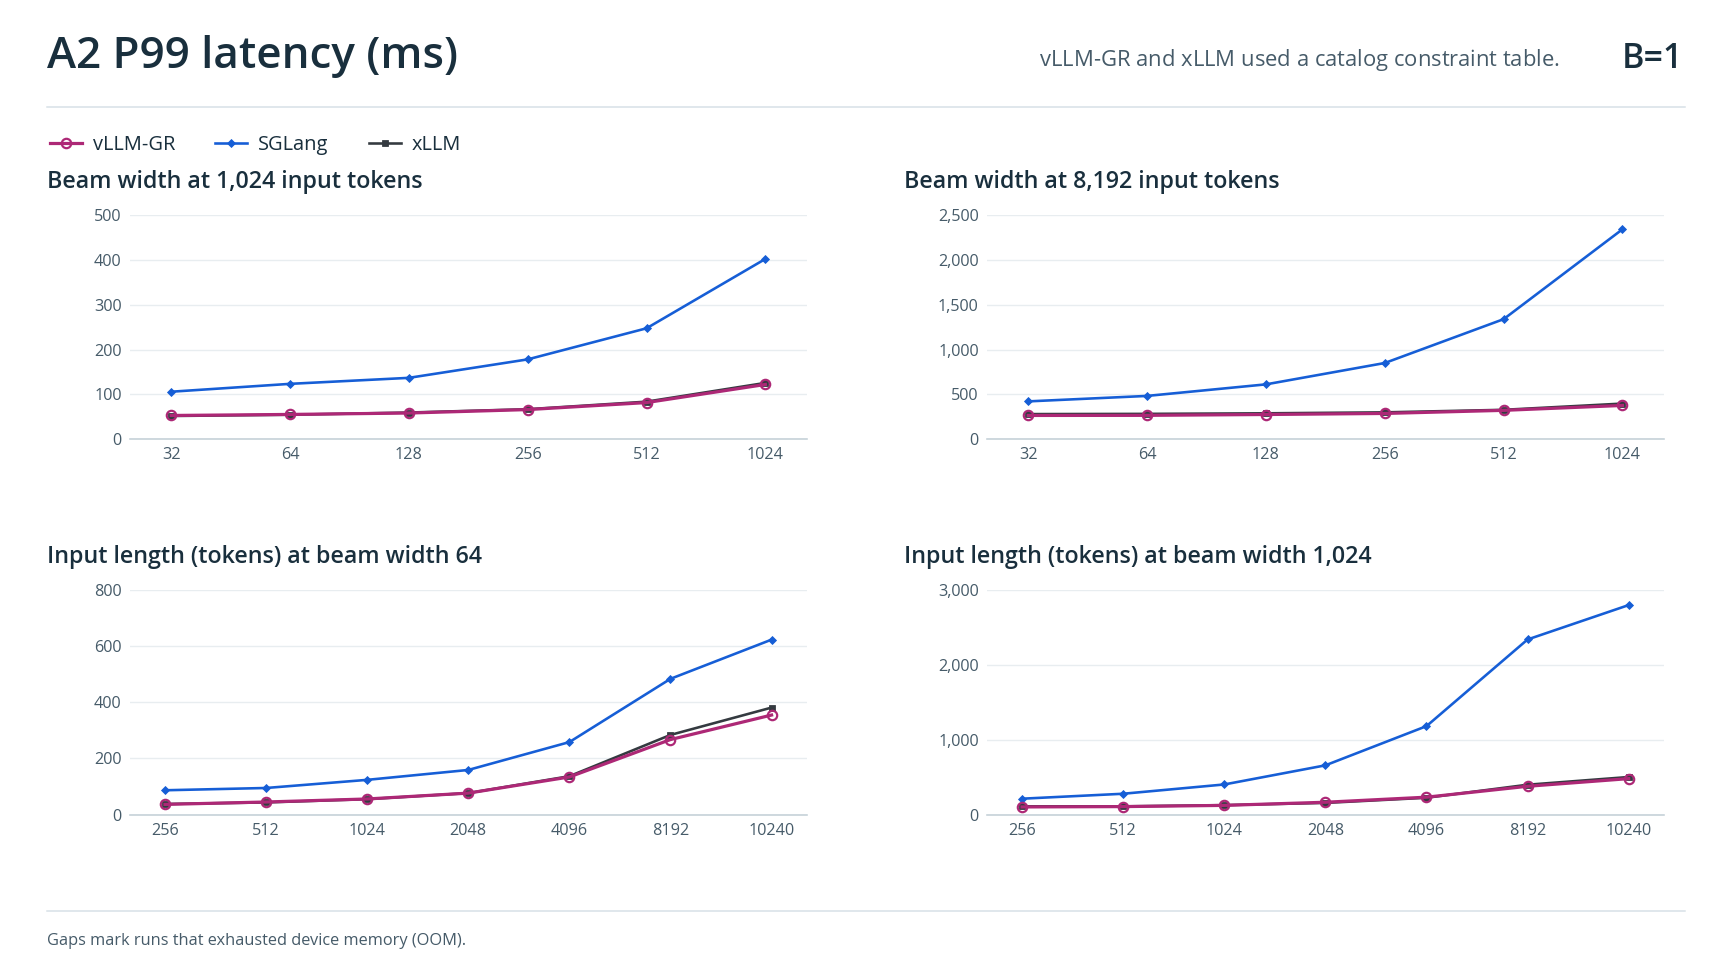 A2 P99 latency (ms)
vLLM-GR and xLLM used a catalog constraint table.
B=1
vLLM-GR SGLang xLLM
Beam width at 1,024 input tokens
500
400
300
200
100
0
32 64 128 256 512 1024
Beam width at 8,192 input tokens
2,500
2,000
1,500
1,000
500
0
32 64 128 256 512 1024
Input length (tokens) at beam width 64
800
600
400
200
0
256 512 1024 2048 4096 8192 10240
Input length (tokens) at beam width 1,024
3,000
2,000
1,000
0
256 512 1024 2048 4096 8192 10240
Gaps mark runs that exhausted device memory (OOM).